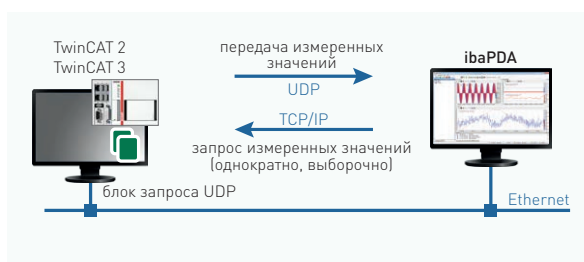 TwinCAT 2
TwinCAT 3
передача измеренных
значений
UDP
TCP/IP
запрос измеренных значений
(однократно, выборочно)
ibaPDA
блок запроса UDP
Ethernet